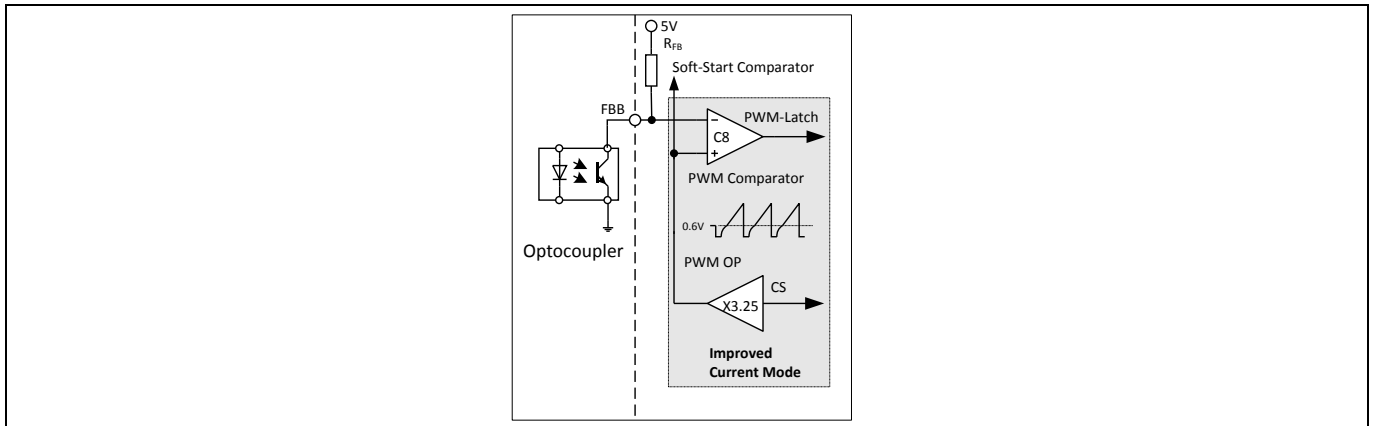 5V
RFB
Soft-Start Comparator
FBB
PWM-Latch
−
C8
+
PWM Comparator
0.6V
Optocoupler
PWM OP
CS
X3.25
Improved
Current Mode